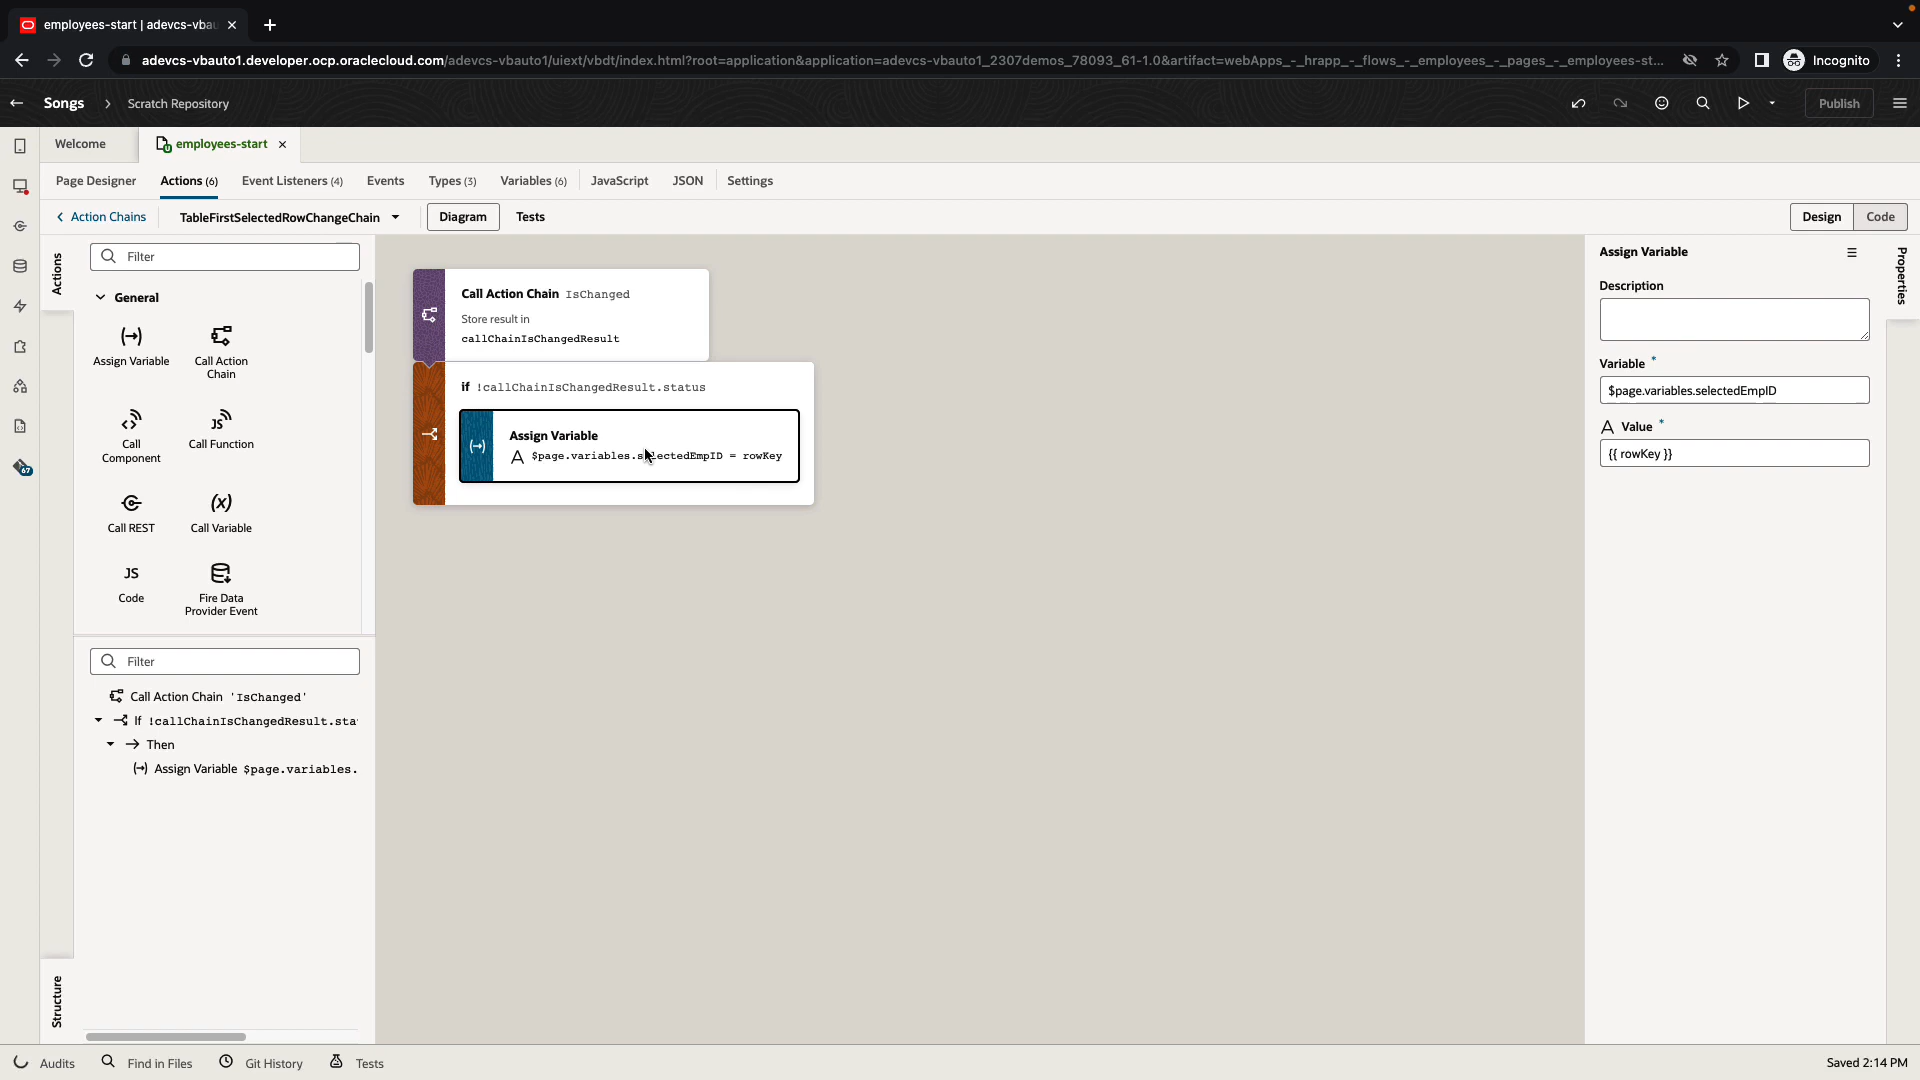 employees-start | adevcs-vbau
adevcs-vbauto1.developer.ocp.oraclecloud.com/adevcs-vbauto1/uiext/vbdt/index.html?root=application&application=adevcs-vbauto1_2307demos_78093_61-1.0&artifact=webApps_-_hrapp_-_flows_-_employees_-_pages_-_employees-st...
Incognito
Songs > Scratch Repository
Publish
Welcome
employees-start
Page Designer
Actions (6)
Event Listeners (4)
Events
Types (3)
Variables (6)
JavaScript
JSON
Settings
Action Chains
TableFirstSelectedRowChangeChain
Diagram
Tests
Design
Code
Actions
Filter
General
Assign Variable
Call Action
Chain
Call
Component
Call Function
Call REST
Call Variable
JS
Code
Fire Data
Provider Event
Structure
Filter
Call Action Chain 'IsChanged'
If !callChainIsChangedResult.sta
Then
Assign Variable $page.variables.
67
Call Action Chain IsChanged
Store result in
callChainIsChangedResult
if !callChainIsChangedResult.status
Assign Variable
$page.variables.selectedEmpID = rowKey
Assign Variable
Properties
Description
Variable *
$page.variables.selectedEmpID
A Value *
{{ rowKey }}
Audits
Find in Files
Git History
Tests
Saved 2:14 PM